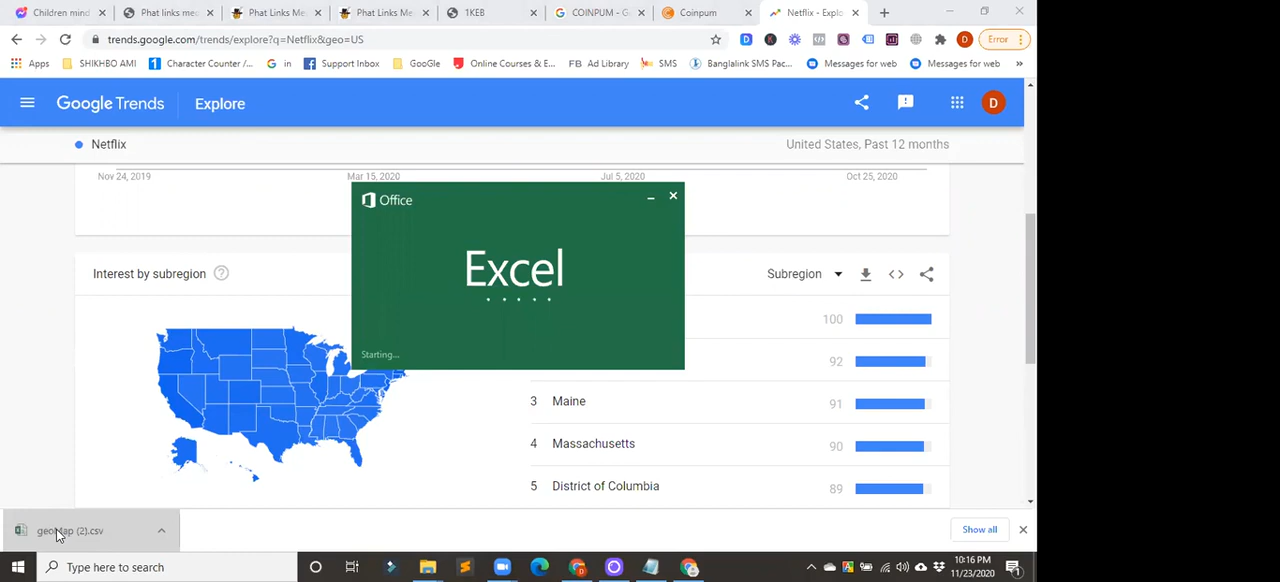 Children mind
Phat links med
Phat Links Me
Phat Links Me
1KEB
COINPUM - G
Coinpum
Netflix - Explo
trends.google.com/trends/explore?q=Netflix&geo=US
D
Error
Apps
SHIKHBO AMI
Character Counter /...
in
Support Inbox
GooGle
Online Courses & E...
FB Ad Library
SMS
Banglalink SMS Pac...
Messages for web
Messages for web
»
Google Trends
Explore
D
Netflix
United States, Past 12 months
Nov 24, 2019
Mar 15, 2020
Jul 5, 2020
Oct 25, 2020
Office
Excel
Starting...
Interest by subregion
Subregion
100
92
3 Maine 91
4 Massachusetts 90
5 District of Columbia 89
geoMap (2).csv
Show all
Type here to search
10:16 PM
11/23/2020